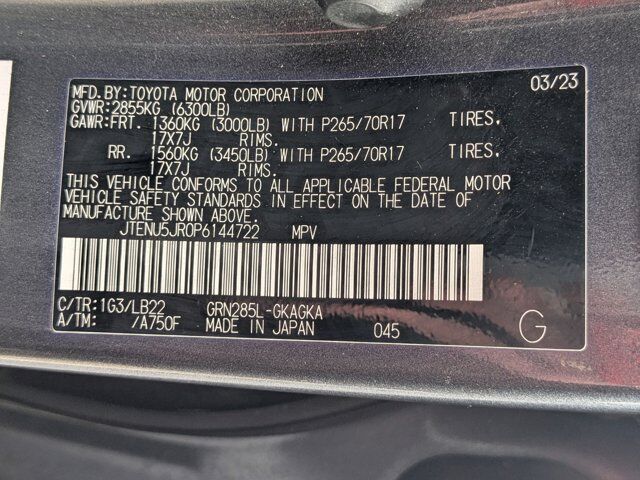 MFD.BY:TOYOTA MOTOR CORPORATION 03/23
GVWR:2855KG (6300LB)
GAWR:FRT. 1360KG (3000LB) WITH P265/70R17 TIRES,
17X7J RIMS.
RR. 1560KG (3450LB) WITH P265/70R17 TIRES,
17X7J RIMS.
THIS VEHICLE CONFORMS TO ALL APPLICABLE FEDERAL MOTOR
VEHICLE SAFETY STANDARDS IN EFFECT ON THE DATE OF
MANUFACTURE SHOWN ABOVE.
JTENU5JR0P6144722 MPV
C/TR:1G3/LB22 GRN285L-GKAGKA
A/TM: /A750F MADE IN JAPAN 045 G